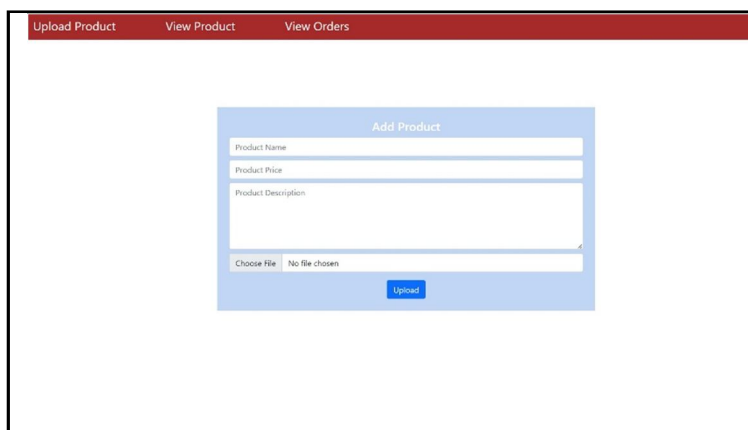 Upload Product View Product View Orders
Add Product
Product Name
Product Price
Product Description
Choose File No file chosen
Upload